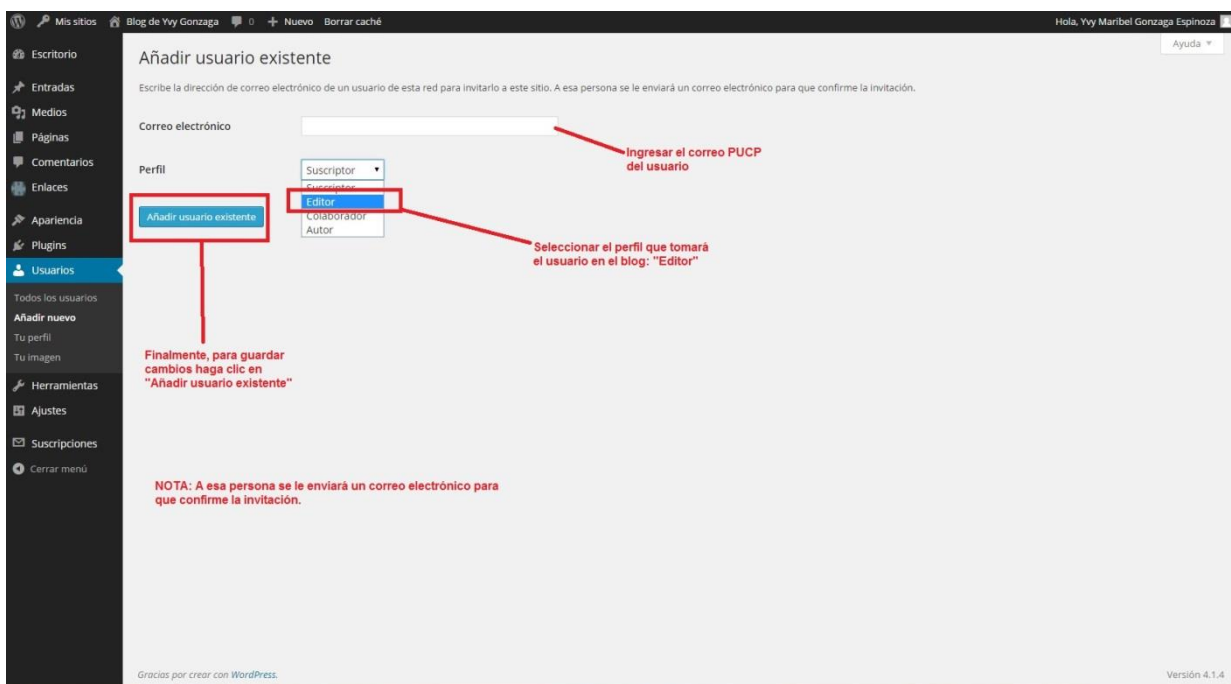 Mis sitios Blog de Yvy Gonzaga 0 + Nuevo Borrar caché Hola, Yvy Maribel Gonzaga Espinoza
Ayuda
Escritorio
Entradas
Medios
Páginas
Comentarios
Enlaces
Apariencia
Plugins
Usuarios
Todos los usuarios
Añadir nuevo
Tu perfil
Tu imagen
Herramientas
Ajustes
Suscripciones
Cerrar menú
Añadir usuario existente
Escribe la dirección de correo electrónico de un usuario de esta red para invitarlo a este sitio. A esa persona se le enviará un correo electrónico para que confirme la invitación.
Correo electrónico
Ingresar el correo PUCP
del usuario
Perfil
Suscriptor
Suscriptor
Editor
Colaborador
Autor
Añadir usuario existente
Seleccionar el perfil que tomará
el usuario en el blog: "Editor"
Finalmente, para guardar
cambios haga clic en
"Añadir usuario existente"
NOTA: A esa persona se le enviará un correo electrónico para
que confirme la invitación.
Gracias por crear con WordPress.
Versión 4.1.4